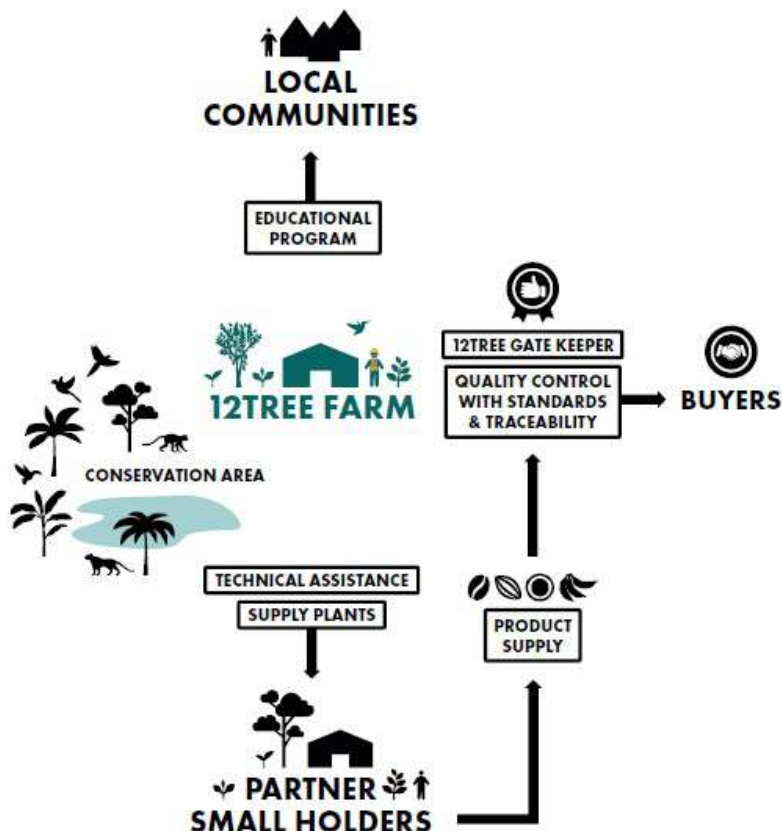 LOCAL
COMMUNITIES
EDUCATIONAL
PROGRAM
12TREE GATE KEEPER
12TREE FARM
QUALITY CONTROL
WITH STANDARDS
& TRACEABILITY
BUYERS
CONSERVATION AREA
TECHNICAL ASSISTANCE
SUPPLY PLANTS
PRODUCT
SUPPLY
PARTNER
SMALL HOLDERS